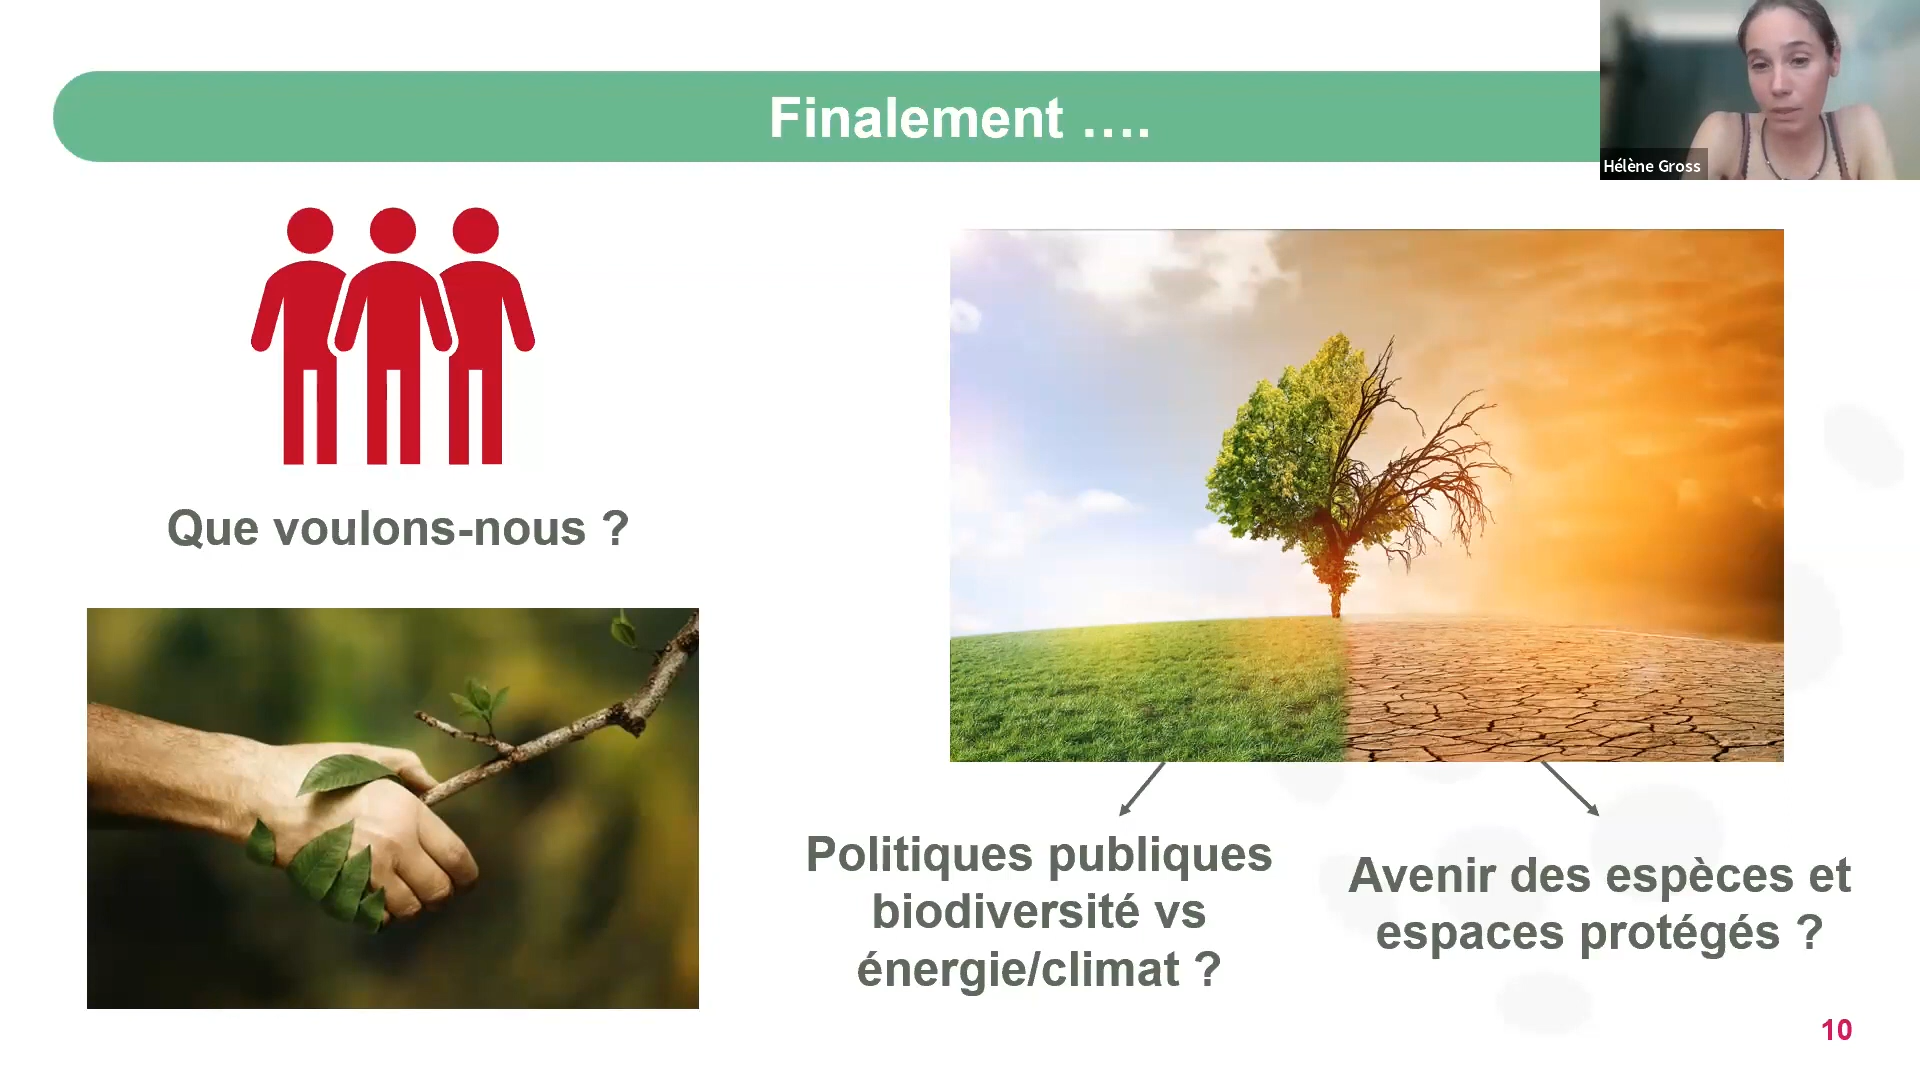 Finalement ....
Hélène Gross
Que voulons-nous ?
Politiques publiques
biodiversité vs
énergie/climat ?
Avenir des espèces et
espaces protégés ?
10